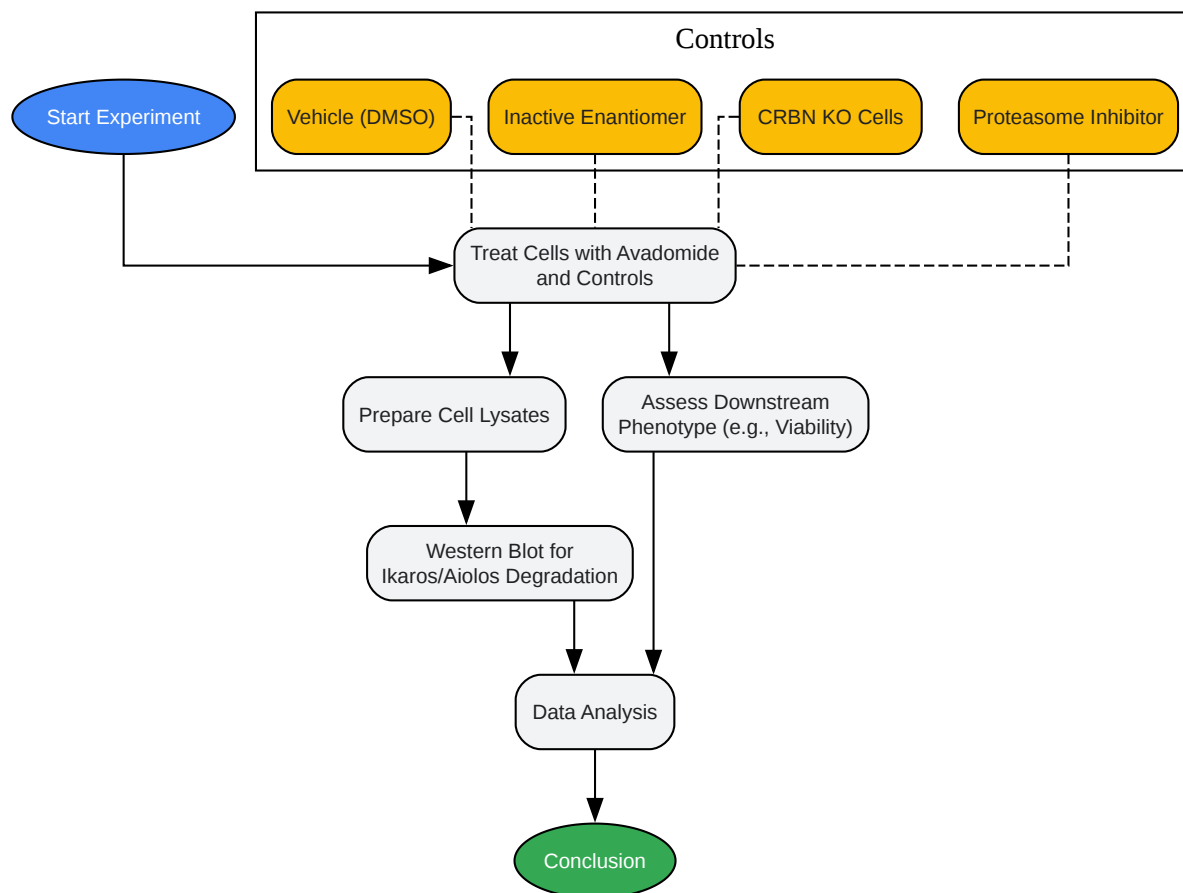 Controls
Start Experiment
Vehicle (DMSO)
Inactive Enantiomer
CRBN KO Cells
Proteasome Inhibitor
Treat Cells with Avadomide
and Controls
Prepare Cell Lysates
Assess Downstream
Phenotype (e.g., Viability)
Western Blot for
Ikaros/Aiolos Degradation
Data Analysis
Conclusion